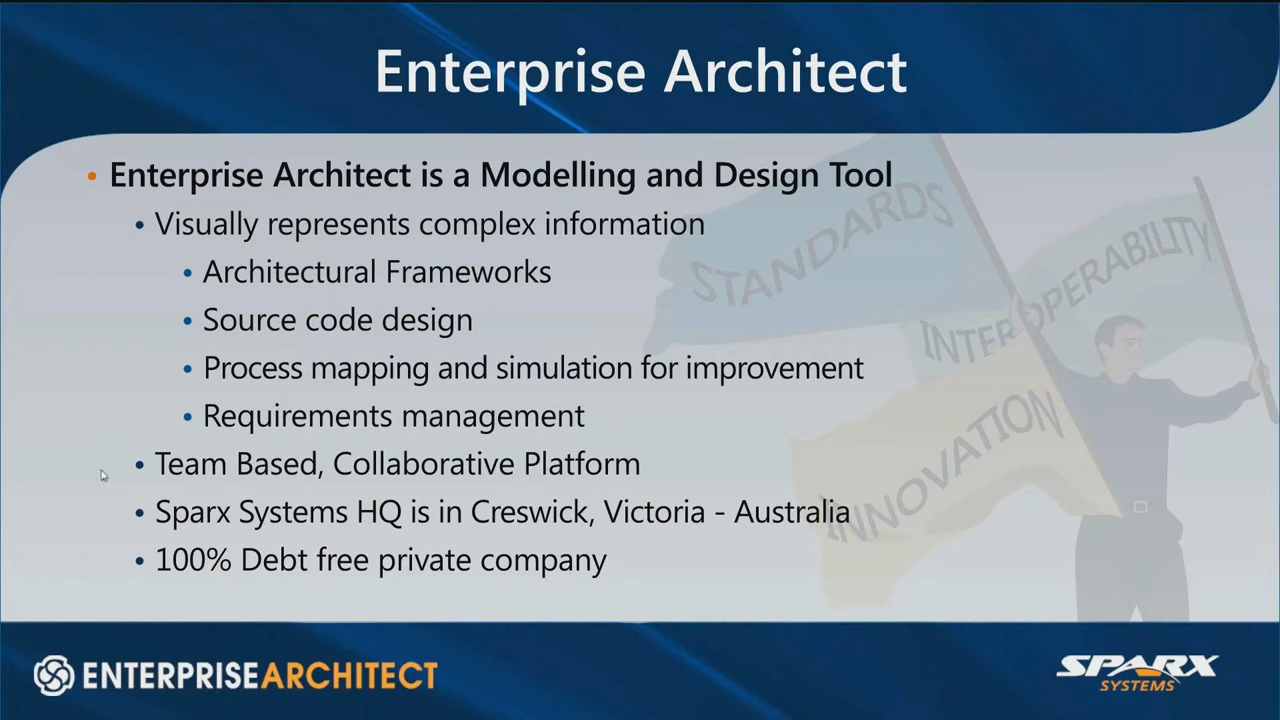 Enterprise Architect
• Enterprise Architect is a Modelling and Design Tool
• Visually represents complex information
• Architectural Frameworks
• Source code design
• Process mapping and simulation for improvement
• Requirements management
• Team Based, Collaborative Platform
• Sparx Systems HQ is in Creswick, Victoria - Australia
• 100% Debt free private company
STANDARDS
INTEROPERABILITY
INNOVATION
ENTERPRISEARCHITECT
SPARX
SYSTEMS